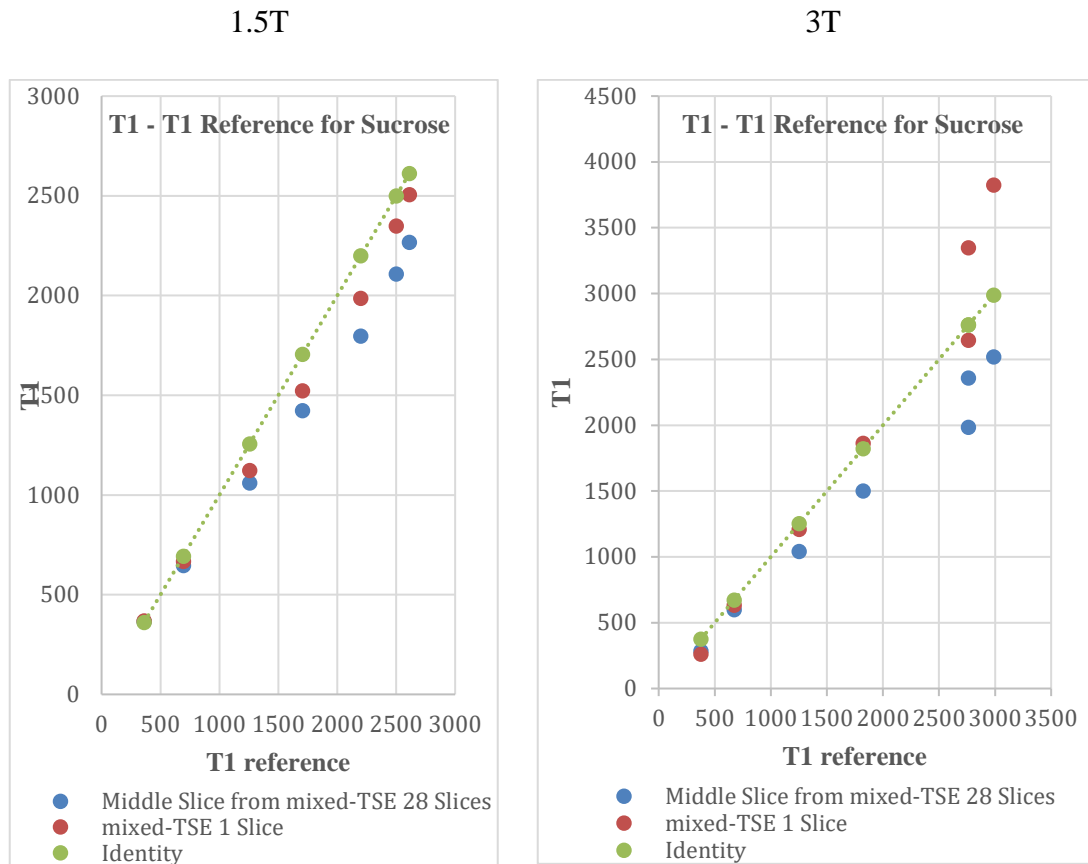 1.5T
3T
T1 - T1 Reference for Sucrose
3000
2500
2000
1500
1000
500
0
T1
0 500 1000 1500 2000 2500 3000
T1 reference
Middle Slice from mixed-TSE 28 Slices
mixed-TSE 1 Slice
Identity
T1 - T1 Reference for Sucrose
4500
4000
3500
3000
2500
2000
1500
1000
500
0
T1
0 500 1000 1500 2000 2500 3000 3500
T1 reference
Middle Slice from mixed-TSE 28 Slices
mixed-TSE 1 Slice
Identity